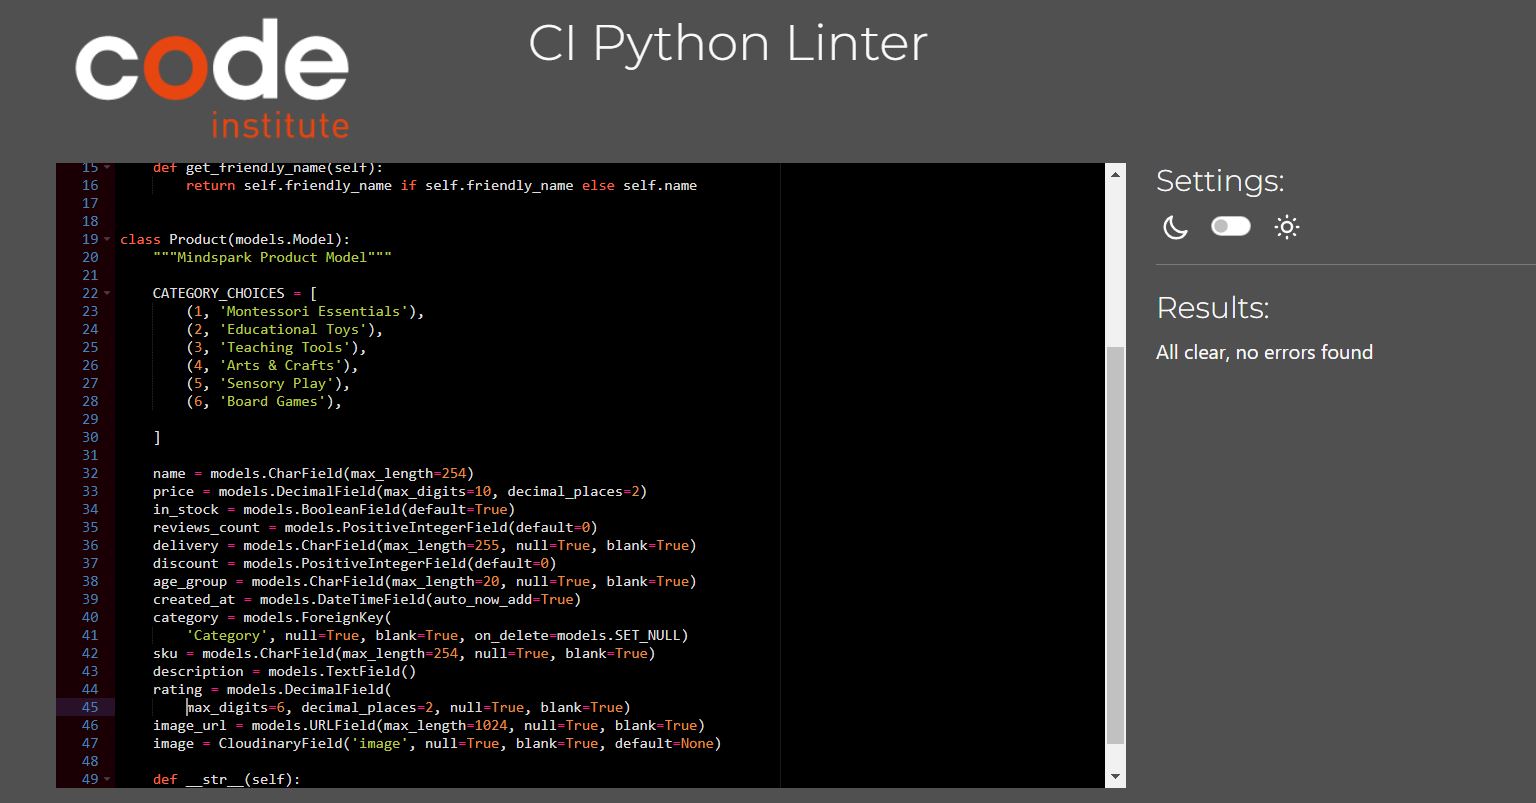 code
institute
CI Python Linter
15 def get_friendly_name(self):
16 return self.friendly_name if self.friendly_name else self.name
17
18
19 class Product(models.Model):
20 """Mindspark Product Model"""
21
22 CATEGORY_CHOICES = [
23 (1, 'Montessori Essentials'),
24 (2, 'Educational Toys'),
25 (3, 'Teaching Tools'),
26 (4, 'Arts & Crafts'),
27 (5, 'Sensory Play'),
28 (6, 'Board Games'),
29
30 ]
31
32 name = models.CharField(max_length=254)
33 price = models.DecimalField(max_digits=10, decimal_places=2)
34 in_stock = models.BooleanField(default=True)
35 reviews_count = models.PositiveIntegerField(default=0)
36 delivery = models.CharField(max_length=255, null=True, blank=True)
37 discount = models.PositiveIntegerField(default=0)
38 age_group = models.CharField(max_length=20, null=True, blank=True)
39 created_at = models.DateTimeField(auto_now_add=True)
40 category = models.ForeignKey(
41 'Category', null=True, blank=True, on_delete=models.SET_NULL)
42 sku = models.CharField(max_length=254, null=True, blank=True)
43 description = models.TextField()
44 rating = models.DecimalField(
45 max_digits=6, decimal_places=2, null=True, blank=True)
46 image_url = models.URLField(max_length=1024, null=True, blank=True)
47 image = CloudinaryField('image', null=True, blank=True, default=None)
48
49 def __str__(self):
Settings:
Results:
All clear, no errors found